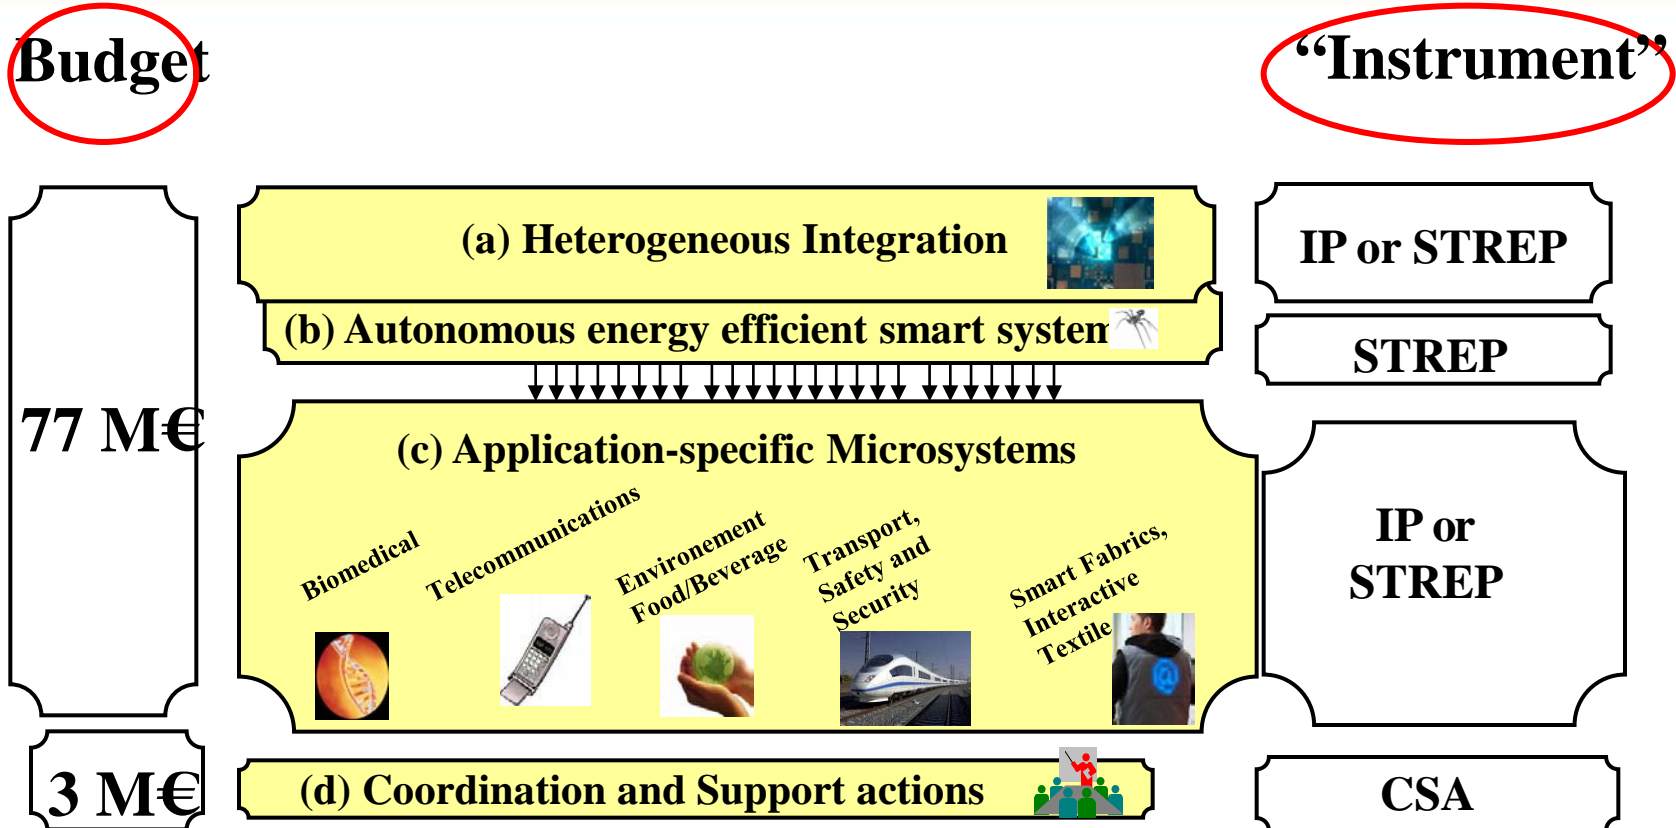 Budget
“Instrument”
(a) Heterogeneous Integration
IP or STREP
(b) Autonomous energy efficient smart system
STREP
77 M€
(c) Application-specific Microsystems
Biomedical
Telecommunications
Environement
Food/Beverage
Transport,
Safety and
Security
Smart Fabrics,
Interactive
Textile
IP or
STREP
3 M€
(d) Coordination and Support actions
CSA